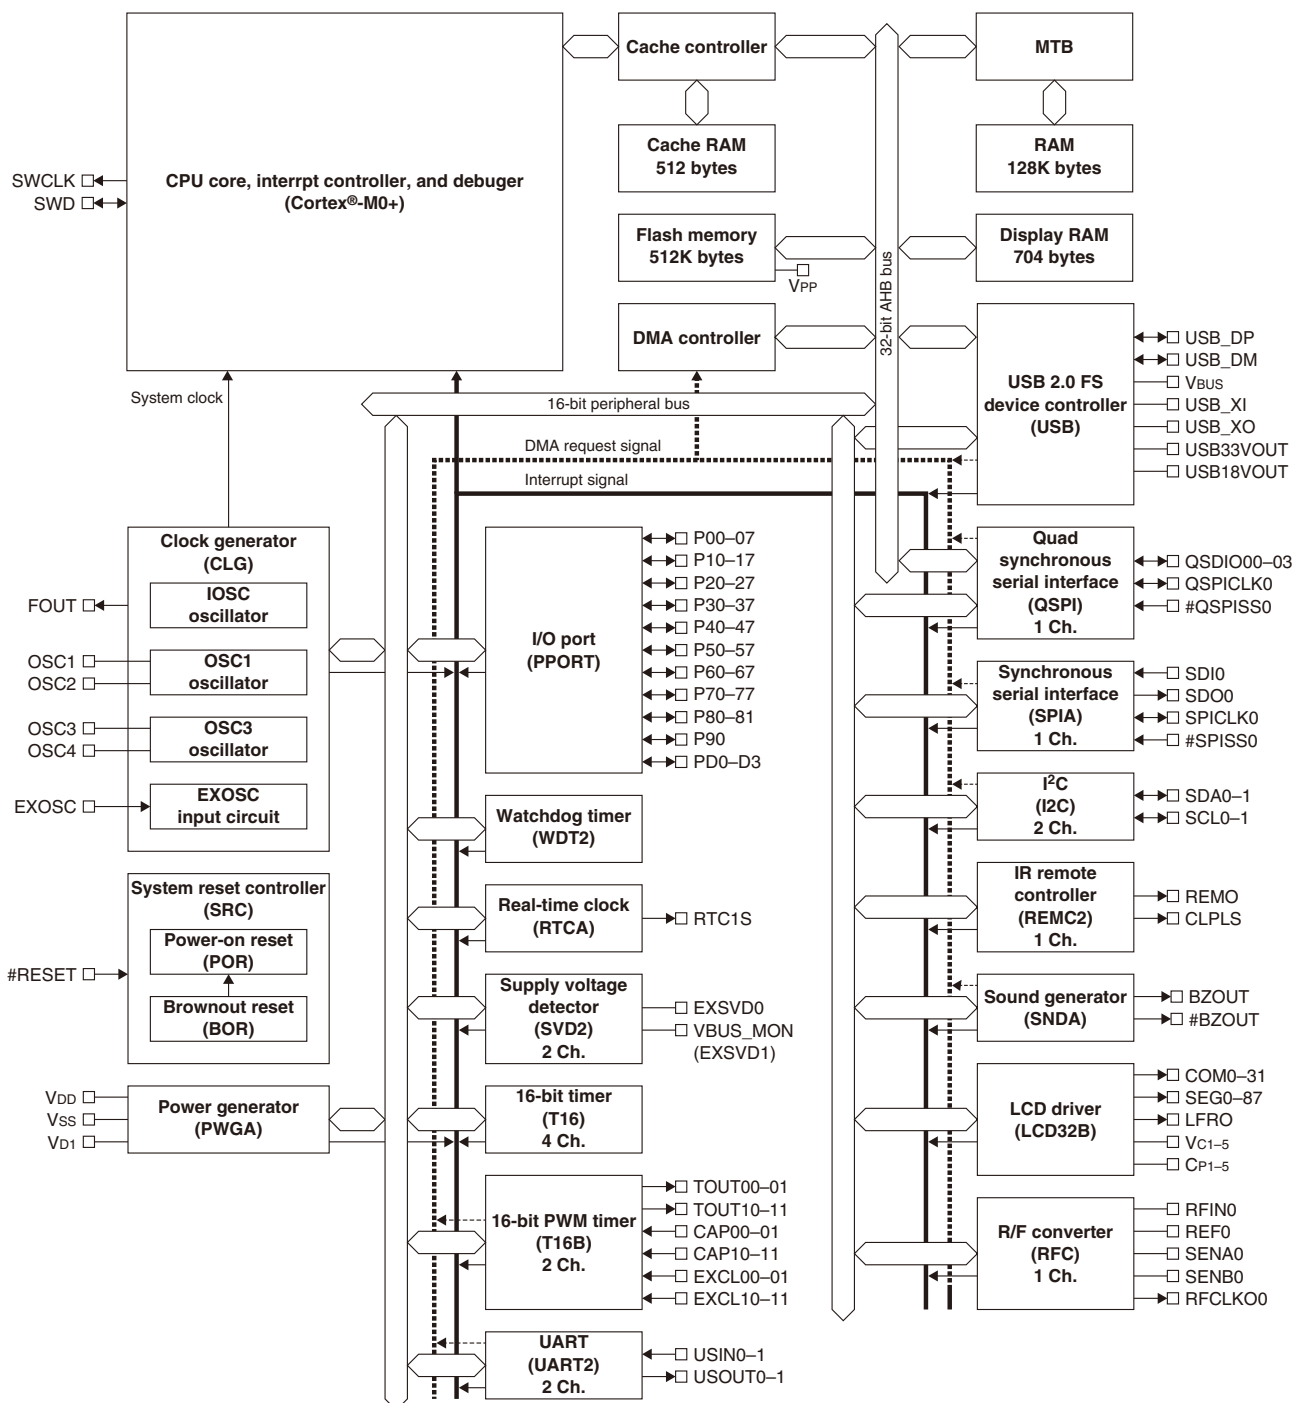 Cache controller
MTB
Cache RAM
512 bytes
RAM
128K bytes
SWCLK
SWD
CPU core, interrpt controller, and debuger
(Cortex®-M0+)
Flash memory
512K bytes
VPP
Display RAM
704 bytes
32-bit AHB bus
DMA controller
USB 2.0 FS
device controller
(USB)
USB_DP
USB_DM
VBUS
USB_XI
USB_XO
USB33VOUT
USB18VOUT
System clock
16-bit peripheral bus
DMA request signal
Interrupt signal
Clock generator
(CLG)
IOSC
oscillator
OSC1
oscillator
OSC3
oscillator
EXOSC
input circuit
FOUT
OSC1
OSC2
OSC3
OSC4
EXOSC
I/O port
(PPORT)
P00–07
P10–17
P20–27
P30–37
P40–47
P50–57
P60–67
P70–77
P80–81
P90
PD0–D3
Quad
synchronous
serial interface
(QSPI)
1 Ch.
QSDIO00–03
QSPICLK0
#QSPISS0
Synchronous
serial interface
(SPIA)
1 Ch.
SDI0
SDO0
SPICLK0
#SPISS0
I2C
(I2C)
2 Ch.
SDA0–1
SCL0–1
Watchdog timer
(WDT2)
System reset controller
(SRC)
Power-on reset
(POR)
Brownout reset
(BOR)
#RESET
Real-time clock
(RTCA)
RTC1S
IR remote
controller
(REMC2)
1 Ch.
REMO
CLPLS
Supply voltage
detector
(SVD2)
2 Ch.
EXSVD0
VBUS_MON
(EXSVD1)
Sound generator
(SNDA)
BZOUT
#BZOUT
VDD
VSS
VD1
Power generator
(PWGA)
16-bit timer
(T16)
4 Ch.
LCD driver
(LCD32B)
COM0–31
SEG0–87
LFRO
VC1–5
CP1–5
16-bit PWM timer
(T16B)
2 Ch.
TOUT00–01
TOUT10–11
CAP00–01
CAP10–11
EXCL00–01
EXCL10–11
R/F converter
(RFC)
1 Ch.
RFIN0
REF0
SENA0
SENB0
RFCLKO0
UART
(UART2)
2 Ch.
USIN0–1
USOUT0–1